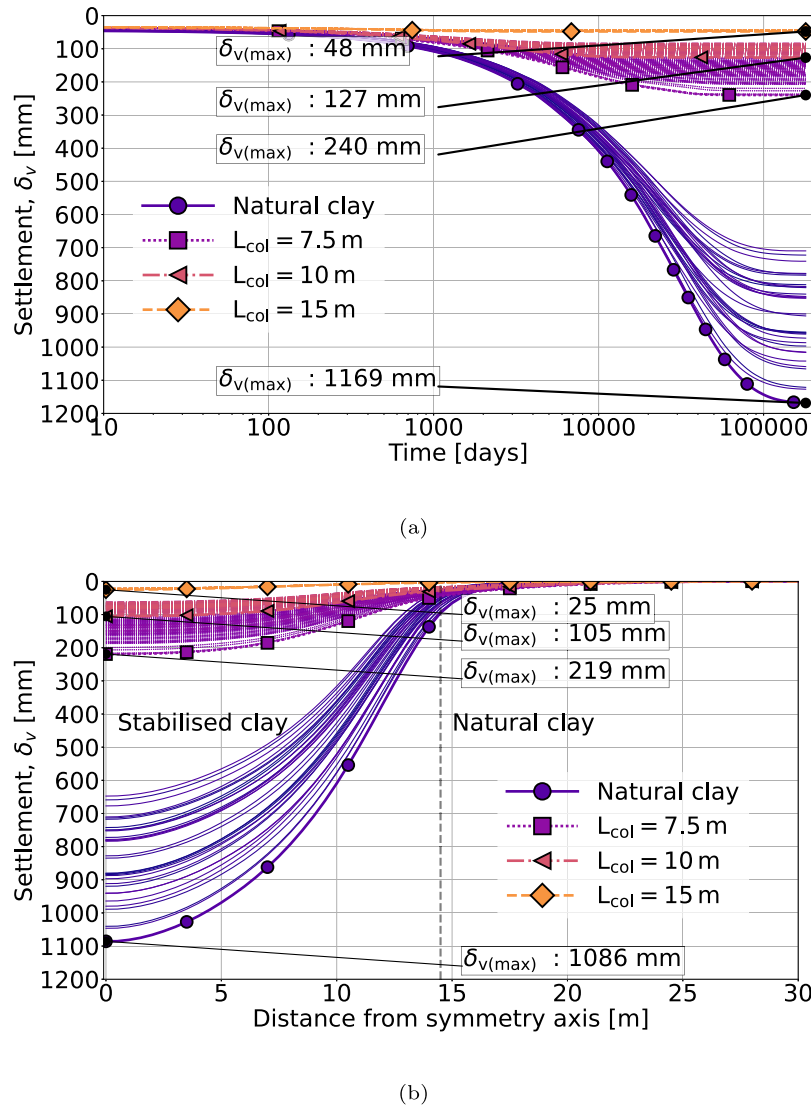 0
100
200
300
400
500
600
700
800
900
1000
1100
1200
Settlement, δᵥ [mm]
δv(max) : 48 mm
δv(max) : 127 mm
δv(max) : 240 mm
Natural clay
Lcol = 7.5 m
Lcol = 10 m
Lcol = 15 m
δv(max) : 1169 mm
10 100 1000 10000 100000
Time [days]
(a)
0
100
200
300
400
500
600
700
800
900
1000
1100
1200
Settlement, δᵥ [mm]
δv(max) : 25 mm
δv(max) : 105 mm
δv(max) : 219 mm
Stabilised clay Natural clay
Natural clay
Lcol = 7.5 m
Lcol = 10 m
Lcol = 15 m
δv(max) : 1086 mm
0 5 10 15 20 25 30
Distance from symmetry axis [m]
(b)